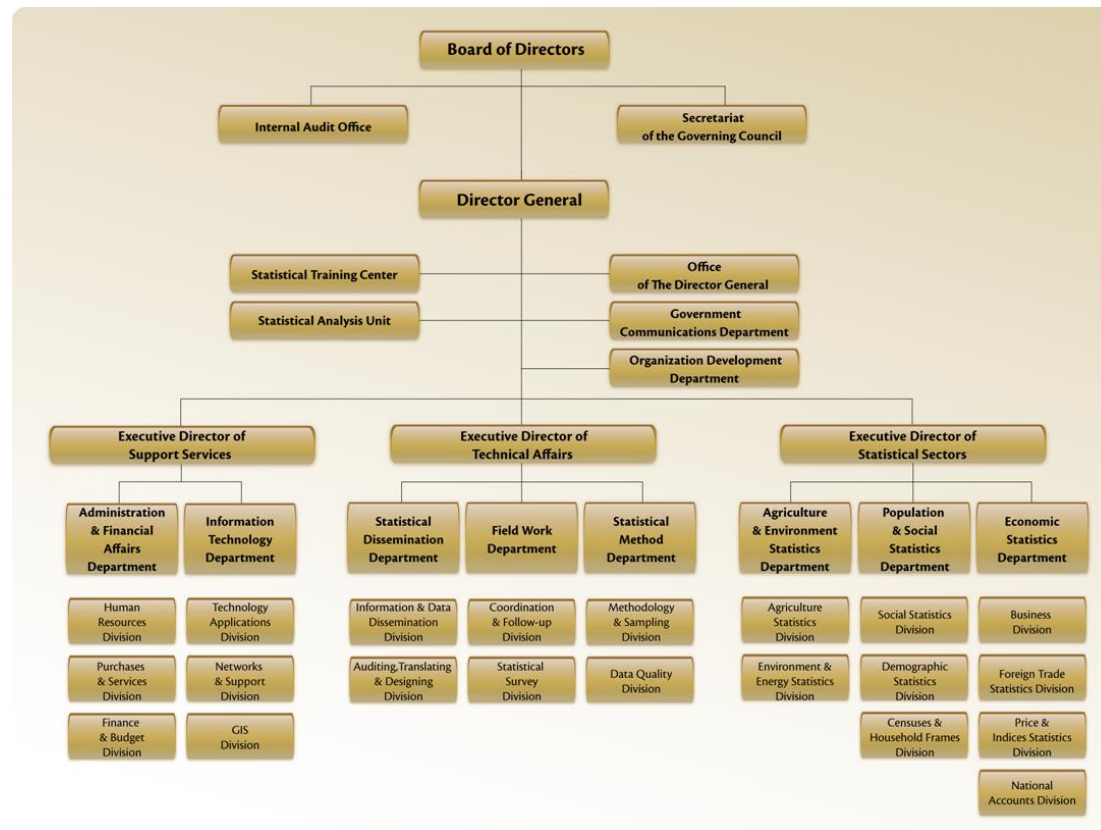 Board of Directors
Internal Audit Office
Secretariat
of the Governing Council
Director General
Statistical Training Center
Office
of The Director General
Statistical Analysis Unit
Government
Communications Department
Organization Development
Department
Executive Director of
Support Services
Executive Director of
Technical Affairs
Executive Director of
Statistical Sectors
Administration
& Financial
Affairs
Department
Information
Technology
Department
Statistical
Dissemination
Department
Field Work
Department
Statistical
Method
Department
Agriculture
& Environment
Statistics
Department
Population
& Social
Statistics
Department
Economic
Statistics
Department
Human
Resources
Division
Technology
Applications
Division
Information & Data
Dissemination
Division
Coordination
& Follow-up
Division
Methodology
& Sampling
Division
Agriculture
Statistics
Division
Social Statistics
Division
Business
Division
Purchases
& Services
Division
Networks
& Support
Division
Auditing,Translating
& Designing
Division
Statistical
Survey
Division
Data Quality
Division
Environment &
Energy Statistics
Division
Demographic
Statistics
Division
Foreign Trade
Statistics Division
Finance
& Budget
Division
GIS
Division
Censuses &
Household Frames
Division
Price &
Indices Statistics
Division
National
Accounts Division